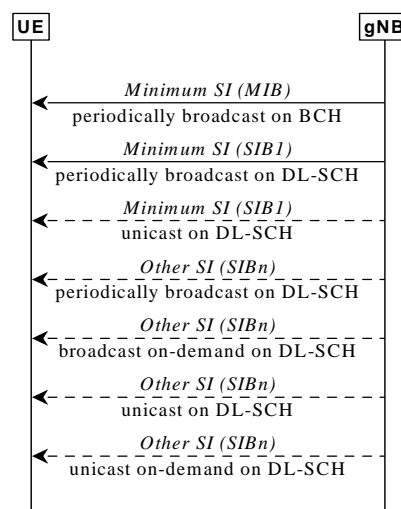 UE gNB
Minimum SI (MIB)
periodically broadcast on BCH
Minimum SI (SIB1)
periodically broadcast on DL-SCH
Minimum SI (SIB1)
unicast on DL-SCH
Other SI (SIBn)
periodically broadcast on DL-SCH
Other SI (SIBn)
broadcast on-demand on DL-SCH
Other SI (SIBn)
unicast on DL-SCH
Other SI (SIBn)
unicast on-demand on DL-SCH